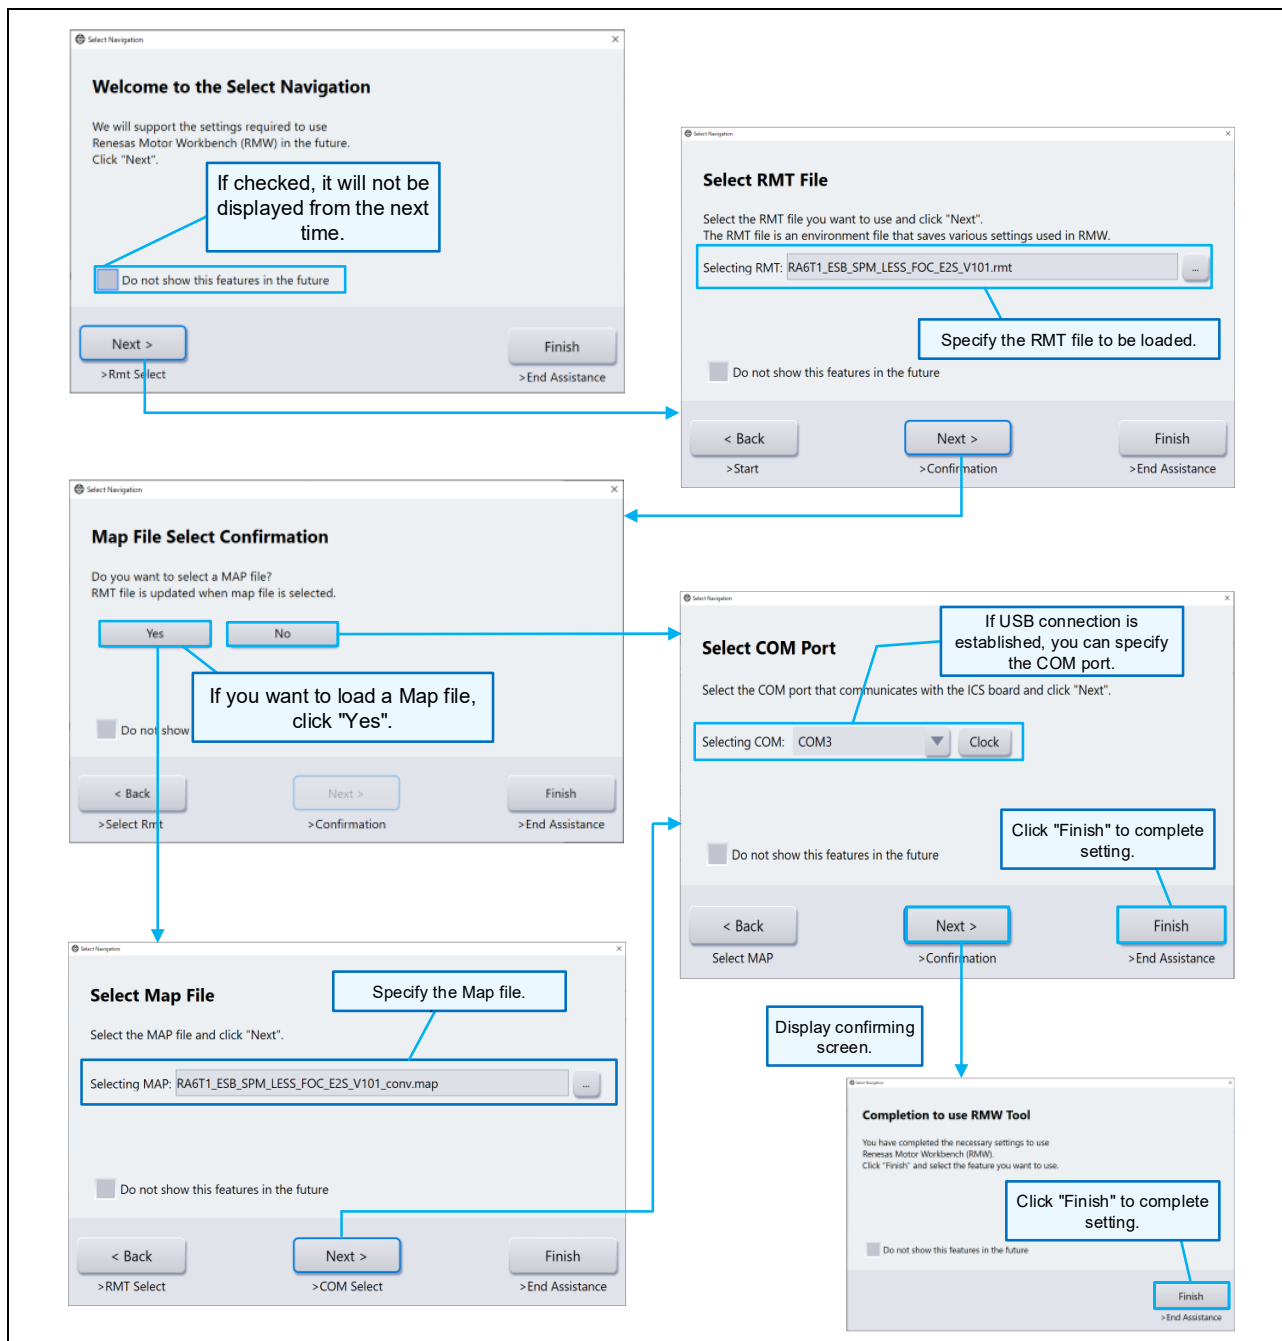 Select Navigation
Welcome to the Select Navigation
We will support the settings required to use
Renesas Motor Workbench (RMW) in the future.
Click "Next".
If checked, it will not be
displayed from the next
time.
Do not show this features in the future
Next >
>Rmt Select
Finish
>End Assistance
Select Navigation
Select RMT File
Select the RMT file you want to use and click "Next".
The RMT file is an environment file that saves various settings used in RMW.
Selecting RMT: RA6T1_ESB_SPM_LESS_FOC_E2S_V101.rmt ...
Specify the RMT file to be loaded.
Do not show this features in the future
< Back
>Start
Next >
>Confirmation
Finish
>End Assistance
Select Navigation
Map File Select Confirmation
Do you want to select a MAP file?
RMT file is updated when map file is selected.
Yes
No
If you want to load a Map file,
click "Yes".
Do not show
< Back
>Select Rmt
Next >
>Confirmation
Finish
>End Assistance
Select Navigation
Select COM Port
If USB connection is
established, you can specify
the COM port.
Select the COM port that communicates with the ICS board and click "Next".
Selecting COM: COM3 Clock
Click "Finish" to complete
setting.
Do not show this features in the future
< Back
Select MAP
Next >
>Confirmation
Finish
>End Assistance
Select Navigation
Select Map File
Specify the Map file.
Select the MAP file and click "Next".
Selecting MAP: RA6T1_ESB_SPM_LESS_FOC_E2S_V101_conv.map ...
Do not show this features in the future
< Back
>RMT Select
Next >
>COM Select
Finish
>End Assistance
Display confirming
screen.
Select Navigation
Completion to use RMW Tool
You have completed the necessary settings to use
Renesas Motor Workbench (RMW).
Click "Finish" and select the feature you want to use.
Click "Finish" to complete
setting.
Do not show this features in the future
Finish
>End Assistance